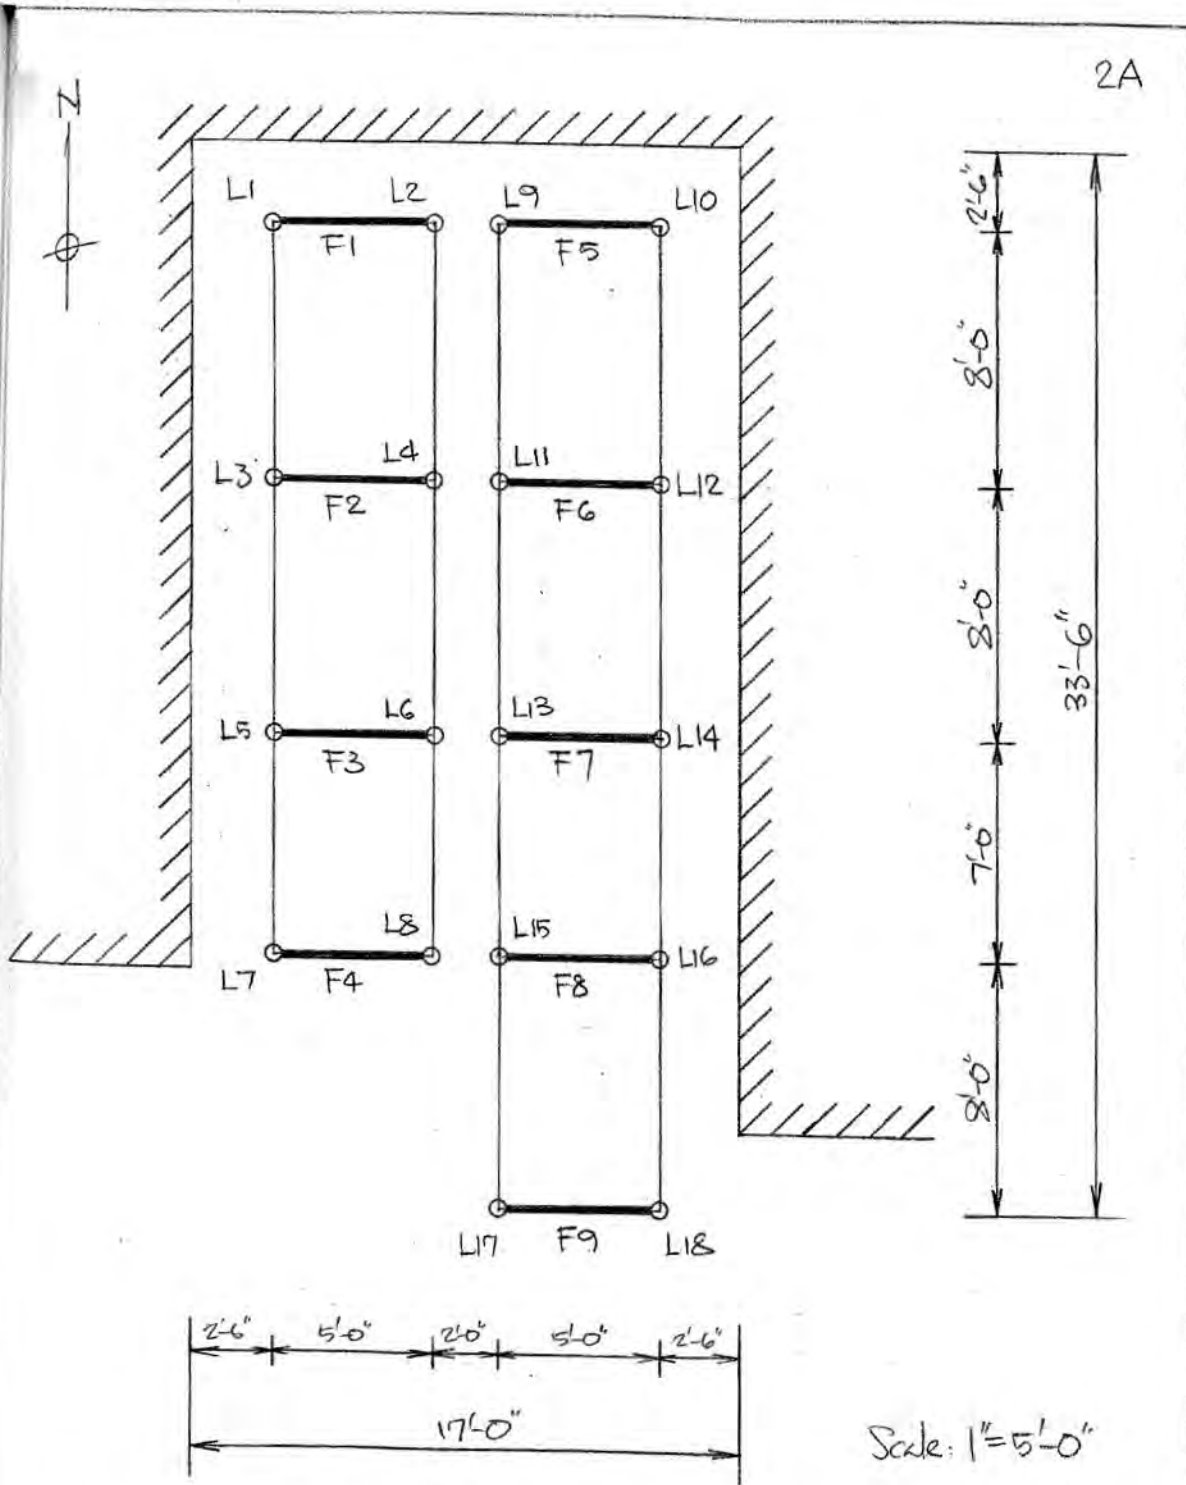 2A
N
L1 L2 L9 L10
F1 F5
2'-6"
8'-0"
L3 L4 L11 L12
F2 F6
8'-0"
33'-6"
L5 L6 L13 L14
F3 F7
7'-0"
L7 L8 L15 L16
F4 F8
8'-0"
L17 F9 L18
2'-6" 5'-0" 2'-0" 5'-0" 2'-6"
17'-0"
Scale: 1"=5'-0"